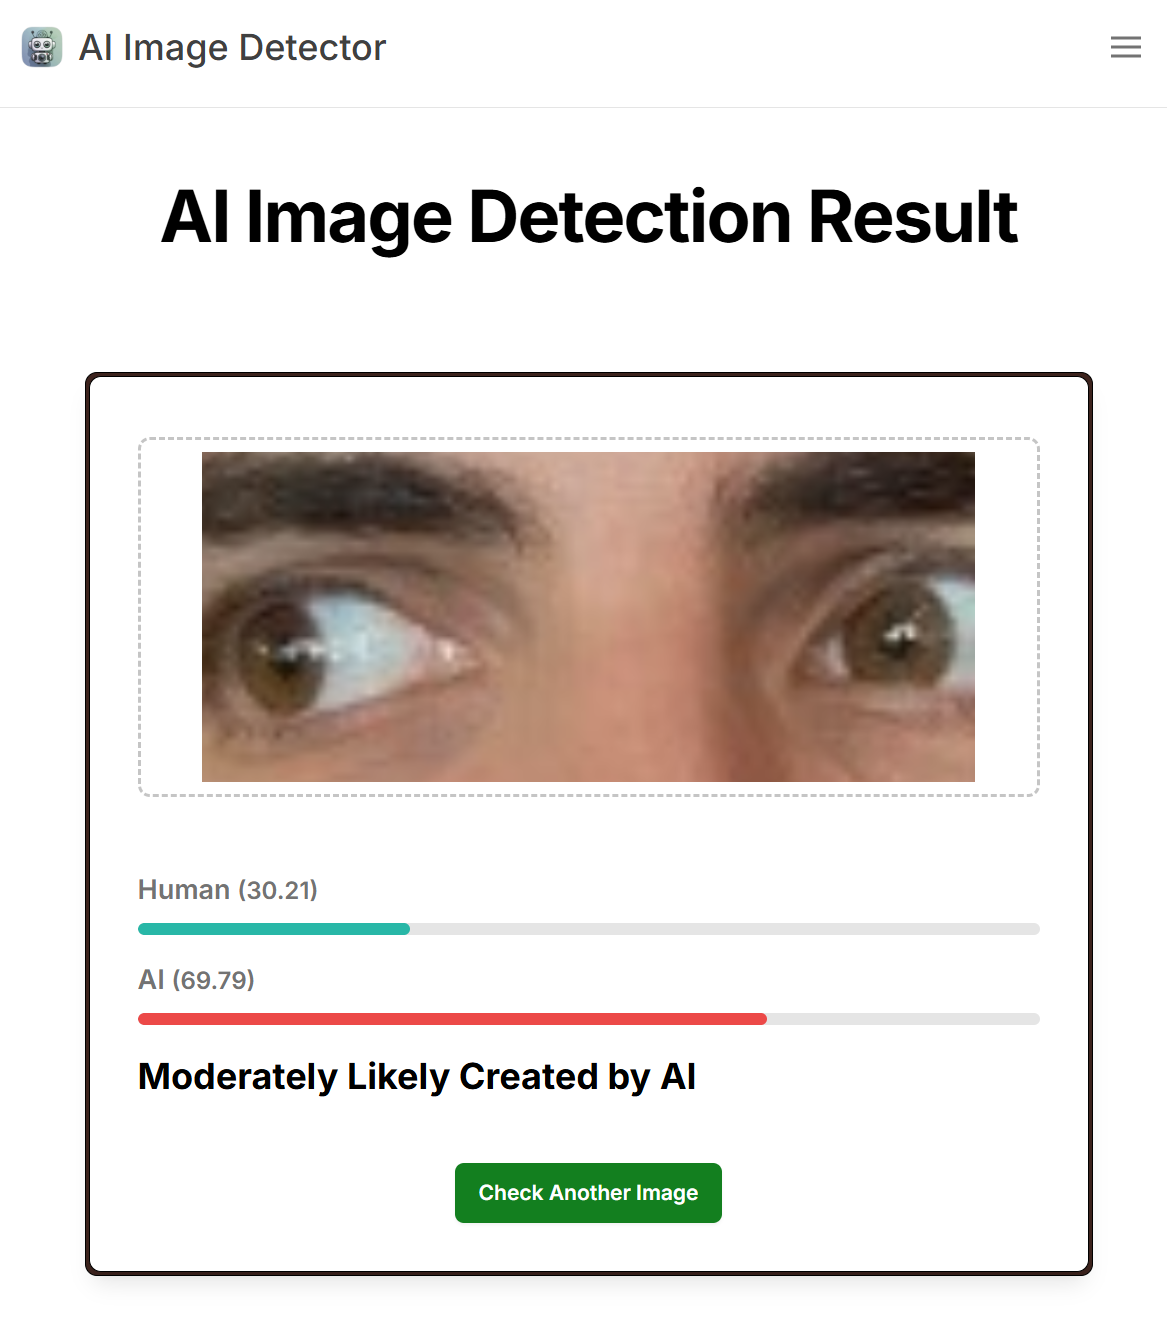 AI Image Detector
AI Image Detection Result
Human (30.21)
AI (69.79)
Moderately Likely Created by AI
Check Another Image